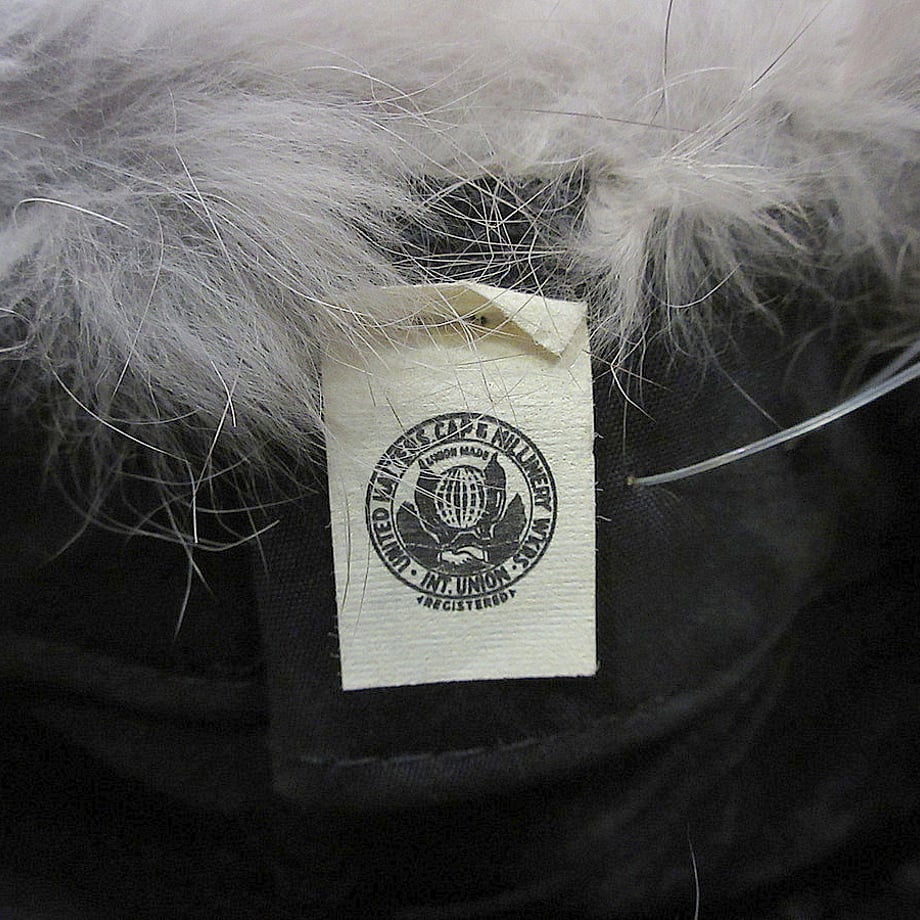 UNITED HATTERS CAP & MILLINERY WKRS
UNION MADE
· INT. UNION ·
REGISTERED